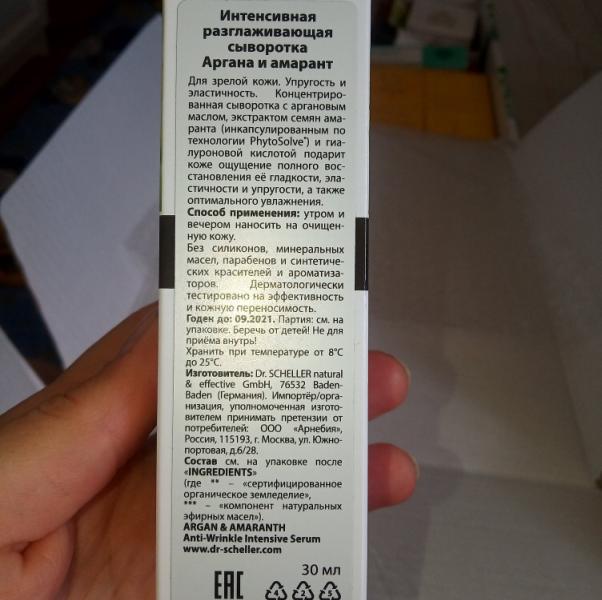 Интенсивная
разглаживающая
сыворотка
Аргана и амарант
Для зрелой кожи. Упругость и
эластичность. Концентриро-
ванная сыворотка с аргановым
маслом, экстрактом семян ама-
ранта (инкапсулированным по
технологии PhytoSolve®) и гиа-
луроновой кислотой подарит
коже ощущение полного вос-
становления её гладкости, эла-
стичности и упругости, а также
оптимального увлажнения.
Способ применения: утром и
вечером наносить на очищен-
ную кожу.
Без силиконов, минеральных
масел, парабенов и синтетиче-
ских красителей и ароматиза-
торов. Дерматологически
тестировано на эффективность
и кожную переносимость.
Годен до: 09.2021. Партия: см. на
упаковке. Беречь от детей! Не для
приёма внутрь!
Хранить при температуре от 8°C
до 25°C.
Изготовитель: Dr. SCHELLER natural
& effective GmbH, 76532 Baden-
Baden (Германия). Импортёр/орга-
низация, уполномоченная изгото-
вителем принимать претензии от
потребителей: ООО «Арнебия»,
Россия, 115193, г. Москва, ул. Южно-
портовая, д.6/28.
Состав см. на упаковке после
«INGREDIENTS»
(где ** – «сертифицированное
органическое земледелие»,
*** – «компонент натуральных
эфирных масел»).
ARGAN & AMARANTH
Anti-Wrinkle Intensive Serum
www.dr-scheller.com
30 мл
EAC 4 2 5